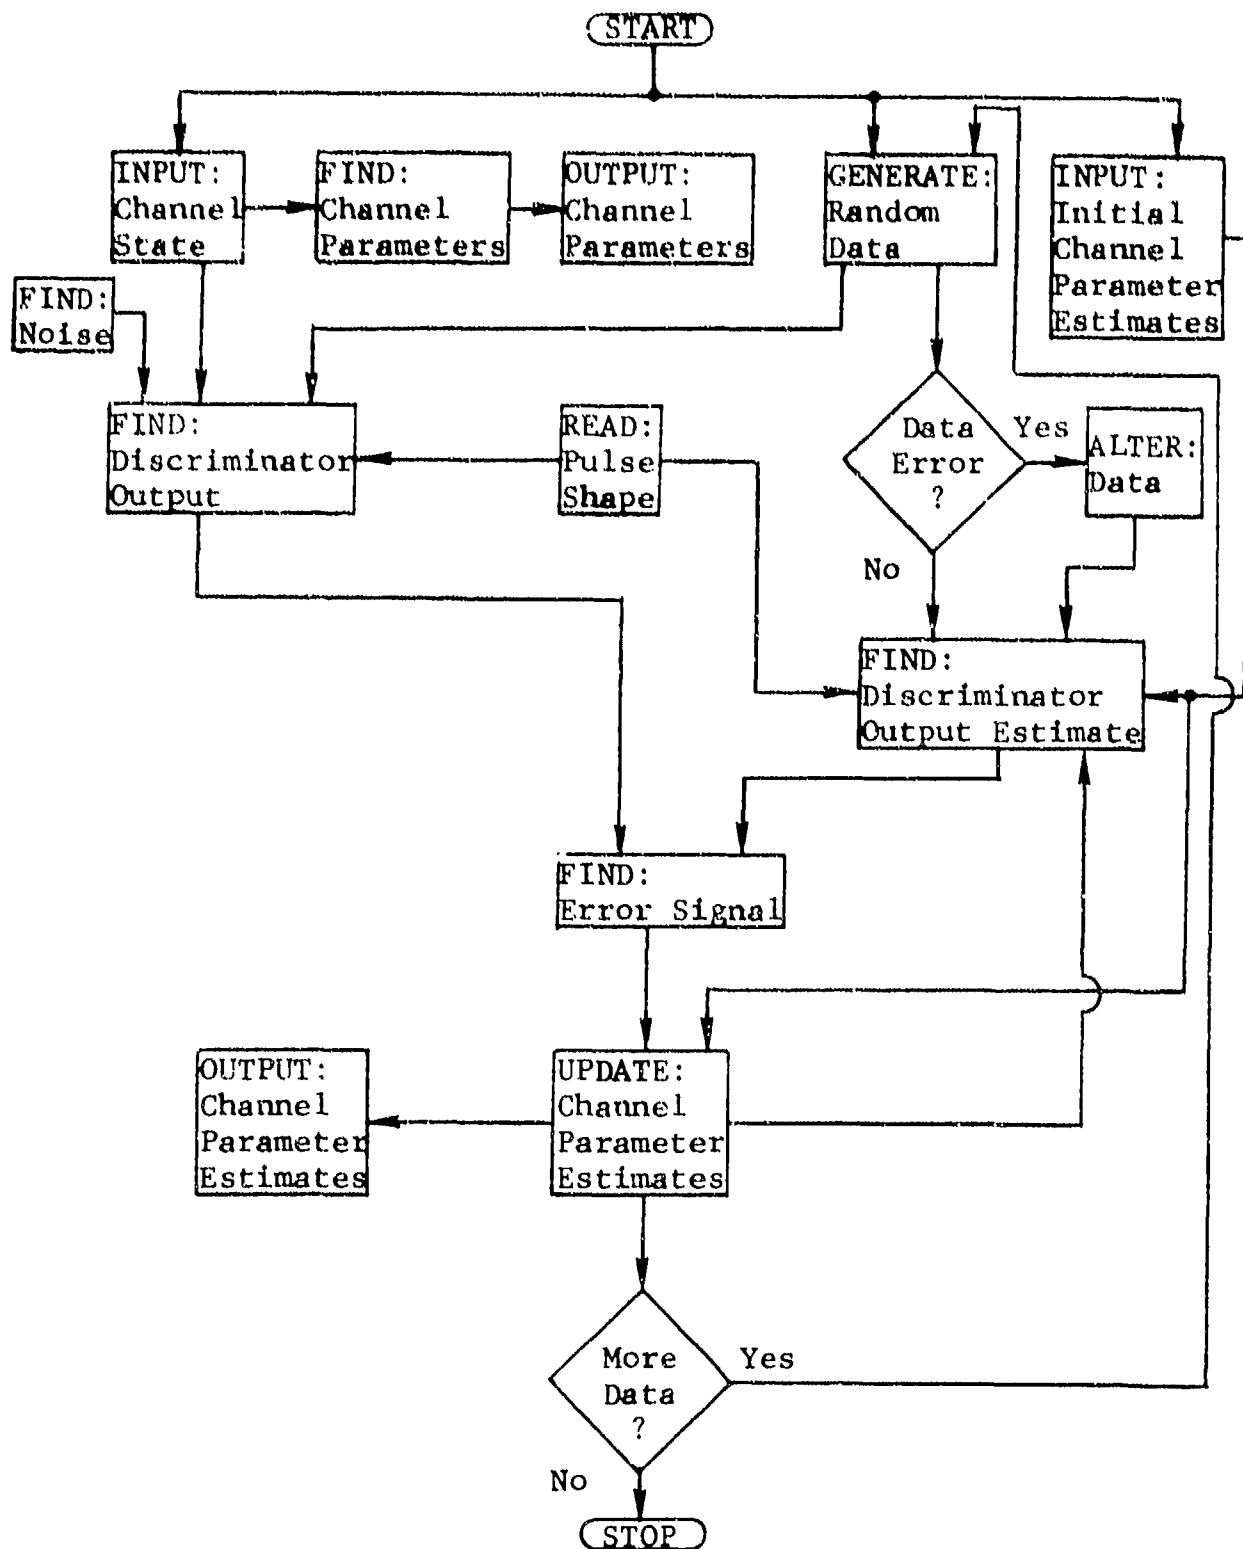 START
INPUT:
Channel
State
FIND:
Channel
Parameters
OUTPUT:
Channel
Parameters
GENERATE:
Random
Data
INPUT:
Initial
Channel
Parameter
Estimates
FIND:
Noise
FIND:
Discriminator
Output
READ:
Pulse
Shape
Data
Error
?
Yes
ALTER:
Data
No
FIND:
Discriminator
Output Estimate
FIND:
Error Signal
OUTPUT:
Channel
Parameter
Estimates
UPDATE:
Channel
Parameter
Estimates
More
Data
?
Yes
No
STOP